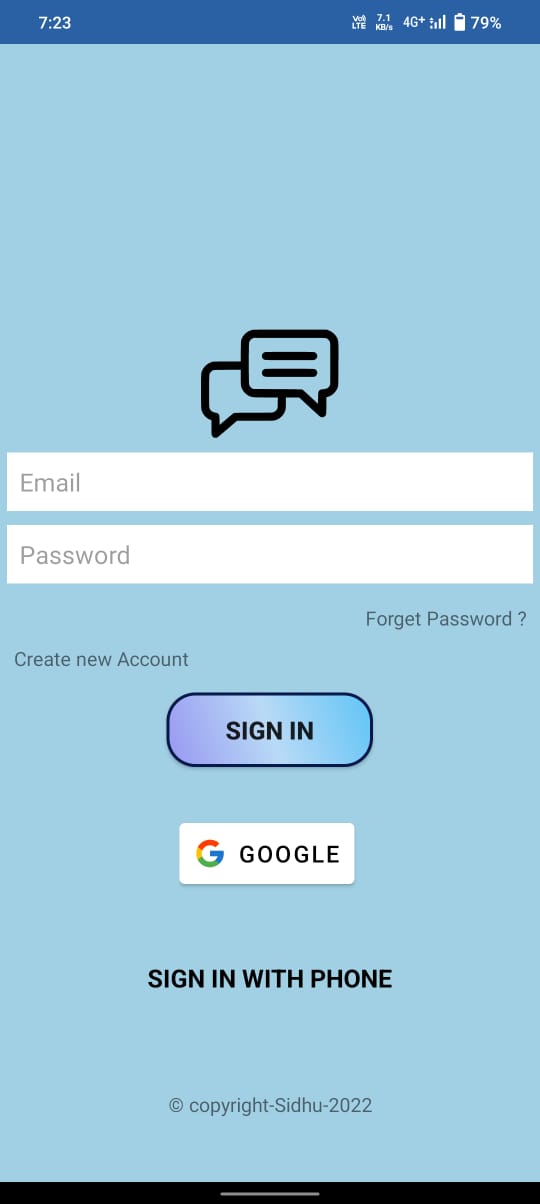 7:23 Vo) LTE 7.1 KB/s 4G+ 79%
Email
Password
Forget Password ?
Create new Account
SIGN IN
GOOGLE
SIGN IN WITH PHONE
© copyright-Sidhu-2022